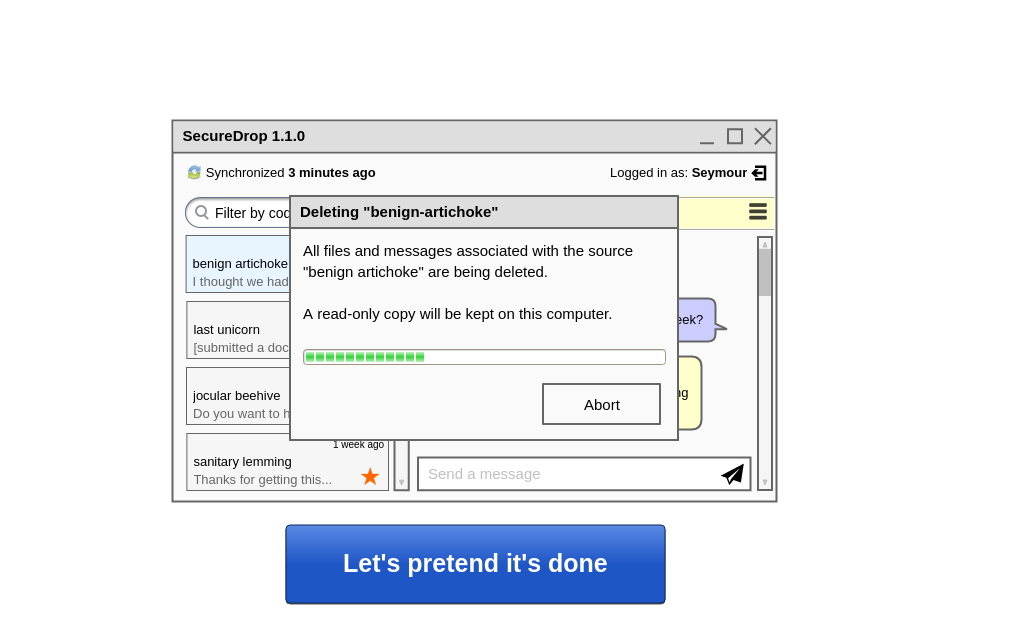 SecureDrop 1.1.0
Synchronized 3 minutes ago
Logged in as: Seymour
Filter by cod
Deleting "benign-artichoke"
All files and messages associated with the source
"benign artichoke" are being deleted.
A read-only copy will be kept on this computer.
Abort
benign artichoke
I thought we had
last unicorn
[submitted a doc
jocular beehive
Do you want to h
1 week ago
sanitary lemming
Thanks for getting this...
eek?
ng
Send a message
Let's pretend it's done